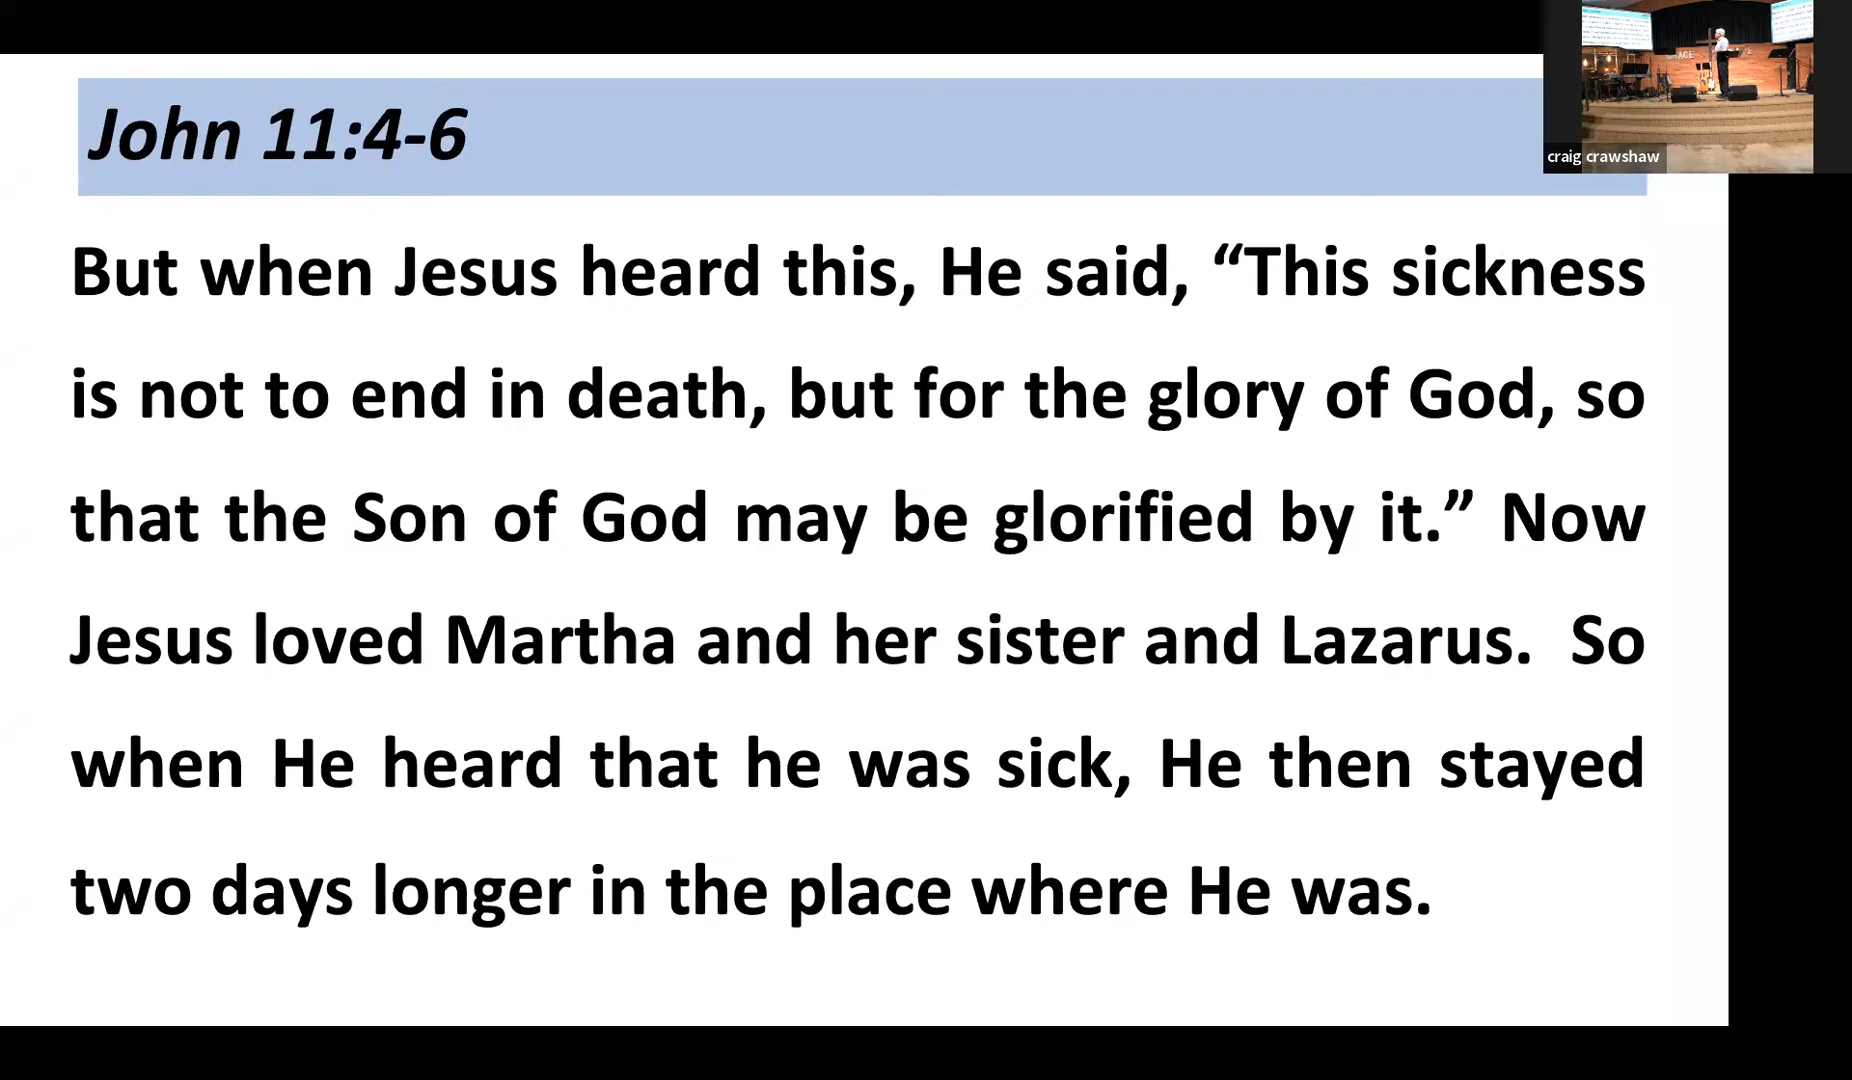 John 11:4-6
craig crawshaw
But when Jesus heard this, He said, “This sickness
is not to end in death, but for the glory of God, so
that the Son of God may be glorified by it.” Now
Jesus loved Martha and her sister and Lazarus.  So
when He heard that he was sick, He then stayed
two days longer in the place where He was.